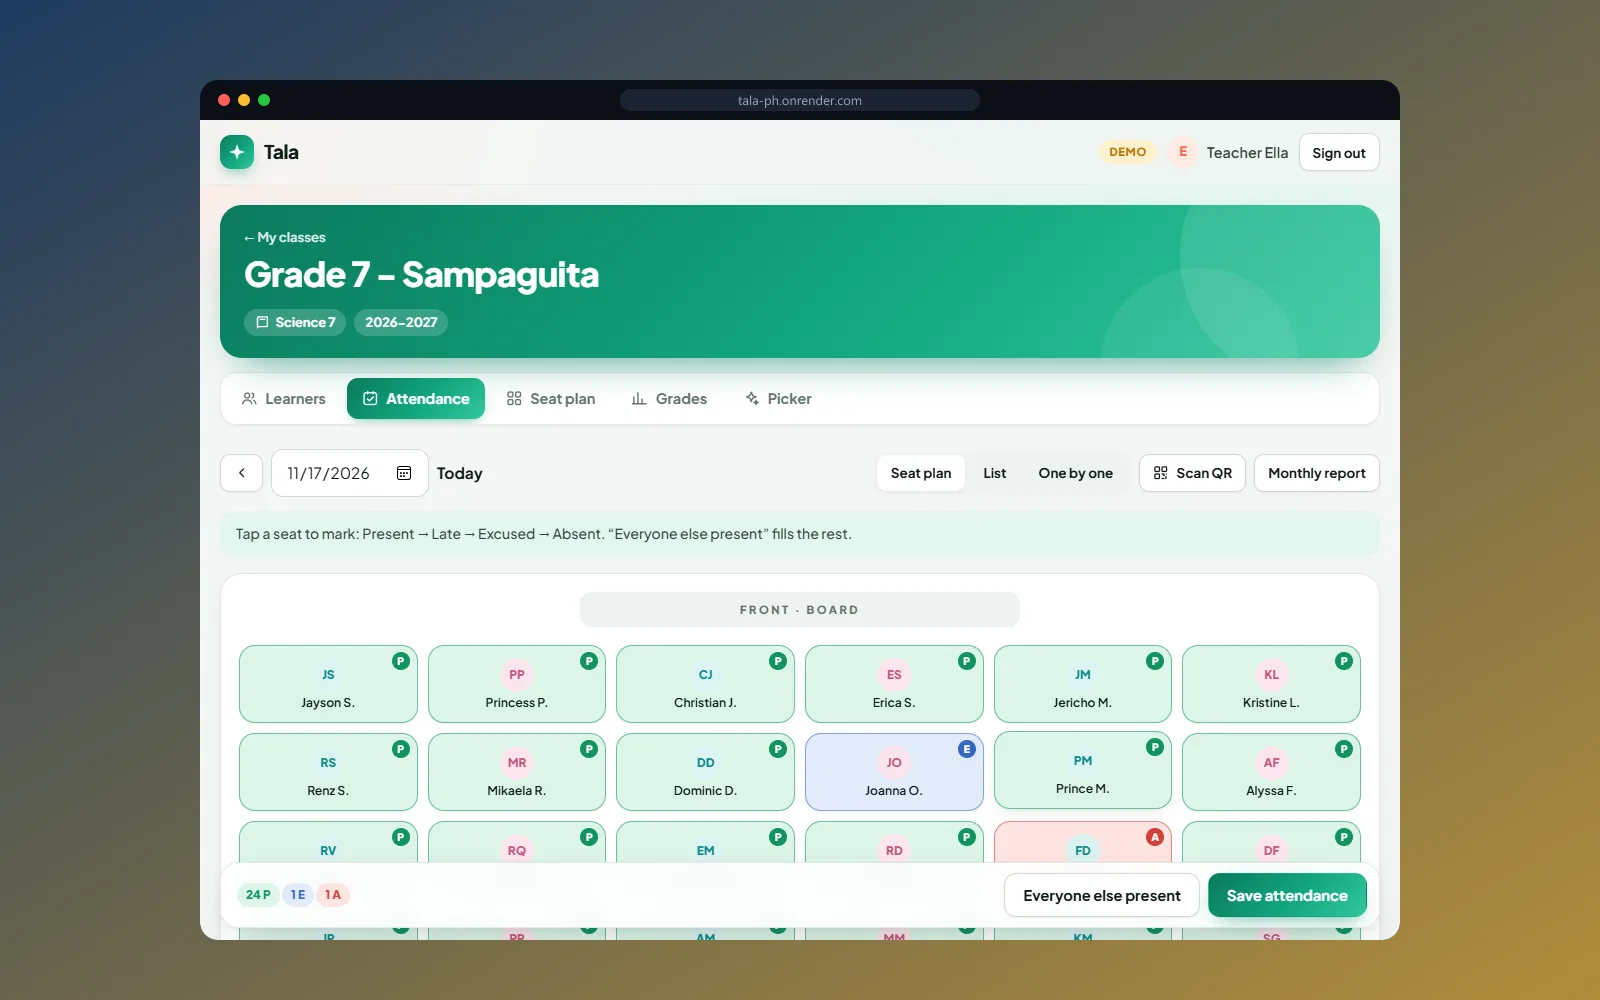 tala-ph.onrender.com
Tala
DEMO E Teacher Ella Sign out
← My classes
Grade 7 – Sampaguita
Science 7 2026–2027
Learners Attendance Seat plan Grades Picker
11/17/2026 Today Seat plan List One by one Scan QR Monthly report
Tap a seat to mark: Present → Late → Excused → Absent. “Everyone else present” fills the rest.
FRONT · BOARD
P P P P P P
JS PP CJ ES JM KL
Jayson S. Princess P. Christian J. Erica S. Jericho M. Kristine L.
P P P E P P
RS MR DD JO PM AF
Renz S. Mikaela R. Dominic D. Joanna O. Prince M. Alyssa F.
P P P P A P
RV RQ EM RD FD DF
24 P 1 E 1 A Everyone else present Save attendance
AM MM KM SG